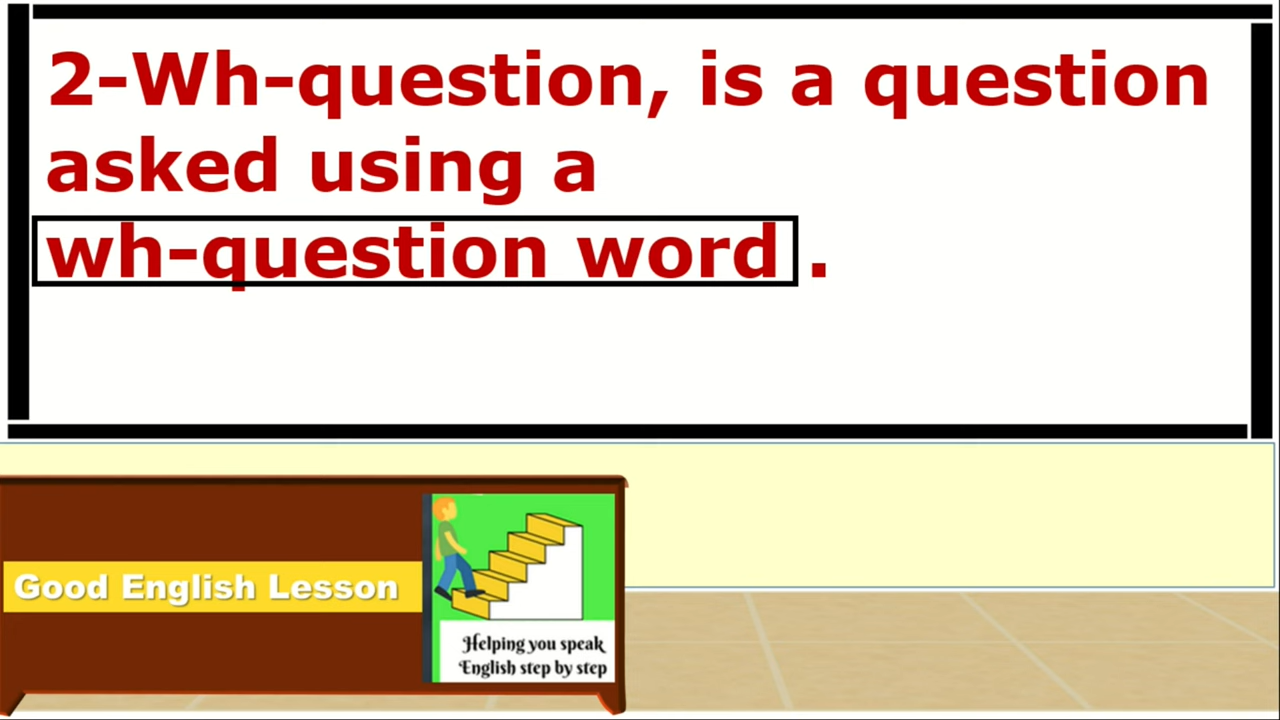 2-Wh-question, is a question
asked using a
wh-question word .
Good English Lesson
Helping you speak
English step by step